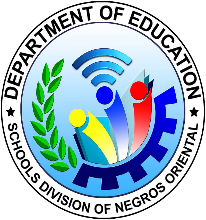 DEPARTMENT OF EDUCATION
SCHOOLS DIVISION OF NEGROS ORIENTAL